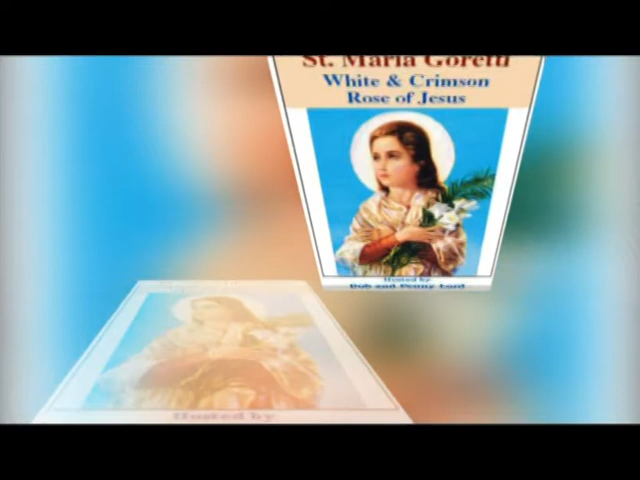 St. Maria Goretti
White & Crimson
Rose of Jesus
Hosted by
Bob and Penny Lord
Hosted by